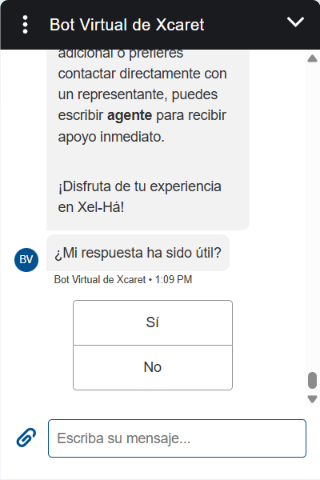 Bot Virtual de Xcaret
adicional o prefieres
contactar directamente con
un representante, puedes
escribir agente para recibir
apoyo inmediato.
¡Disfruta de tu experiencia
en Xel-Há!
BV
¿Mi respuesta ha sido útil?
Bot Virtual de Xcaret • 1:09 PM
Sí
No
Escriba su mensaje...